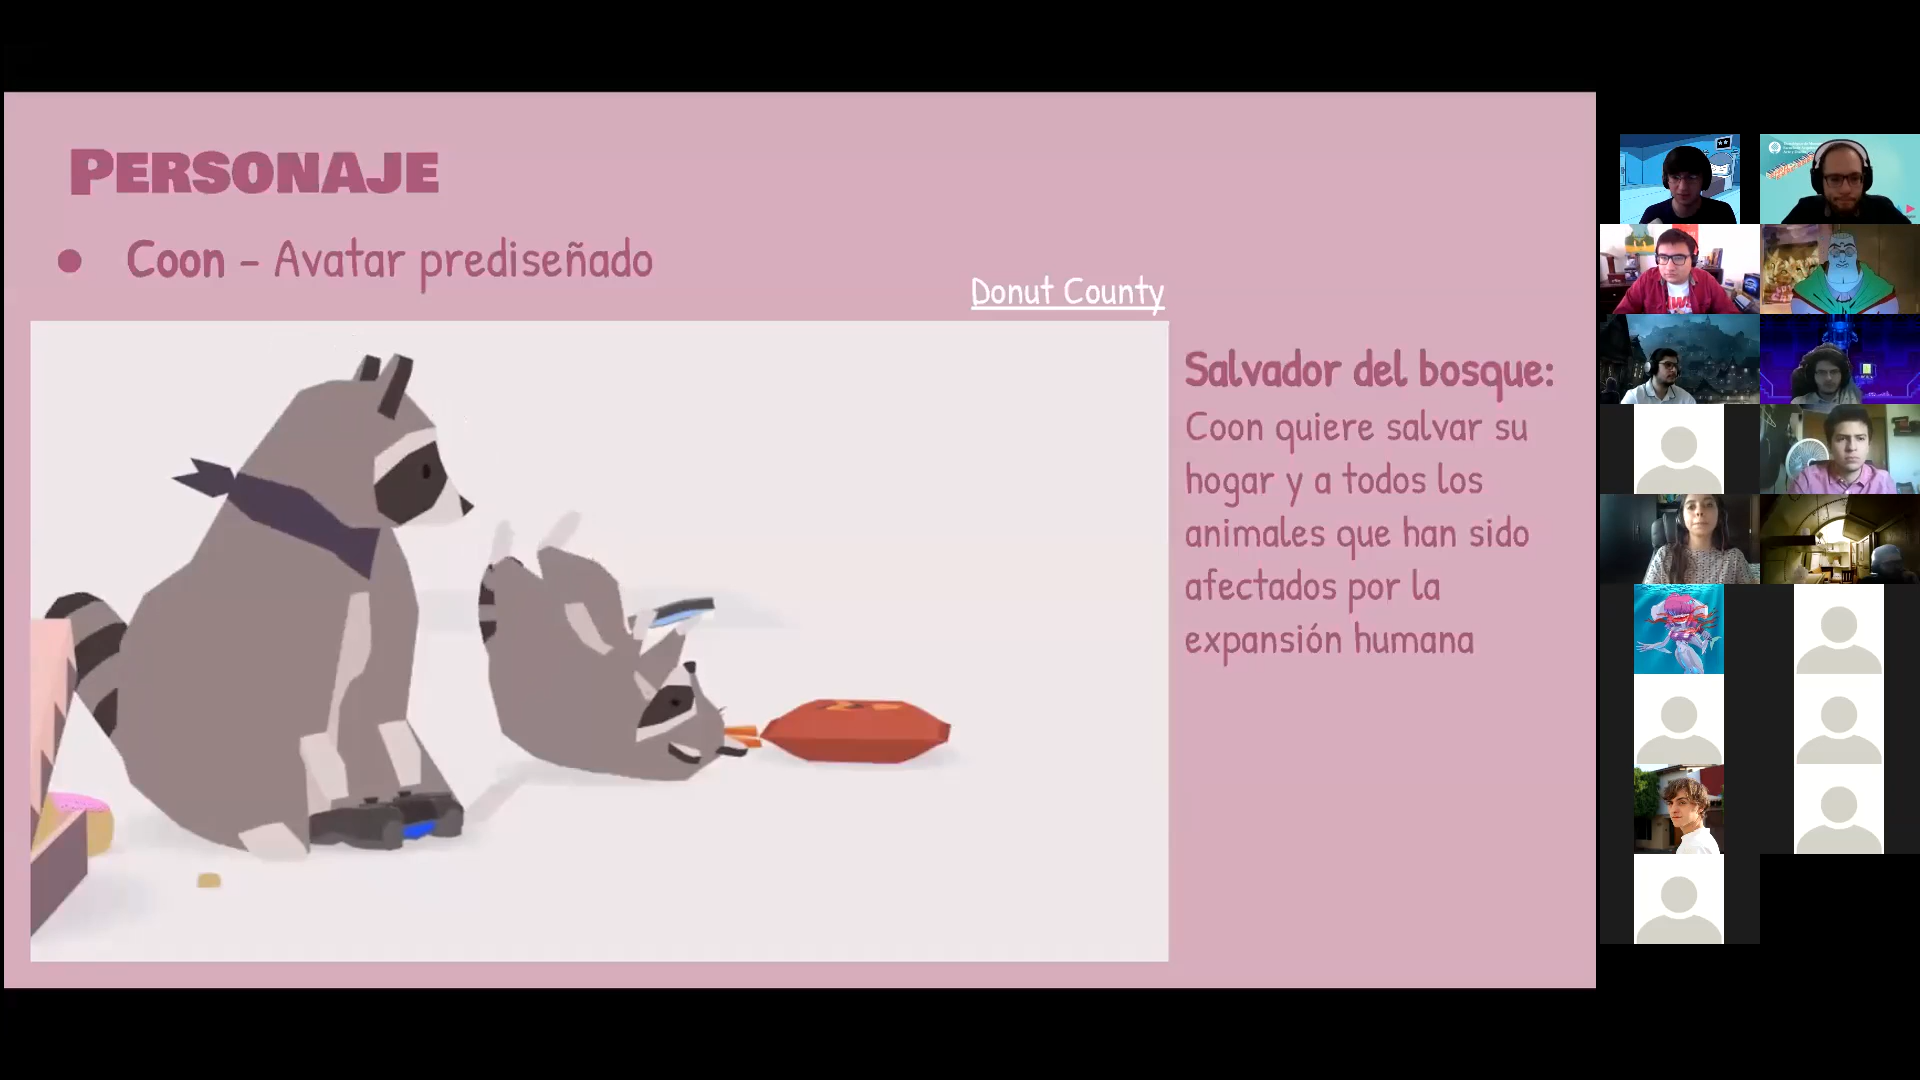 PERSONAJE
● Coon - Avatar prediseñado
Donut County
Salvador del bosque:
Coon quiere salvar su
hogar y a todos los
animales que han sido
afectados por la
expansión humana